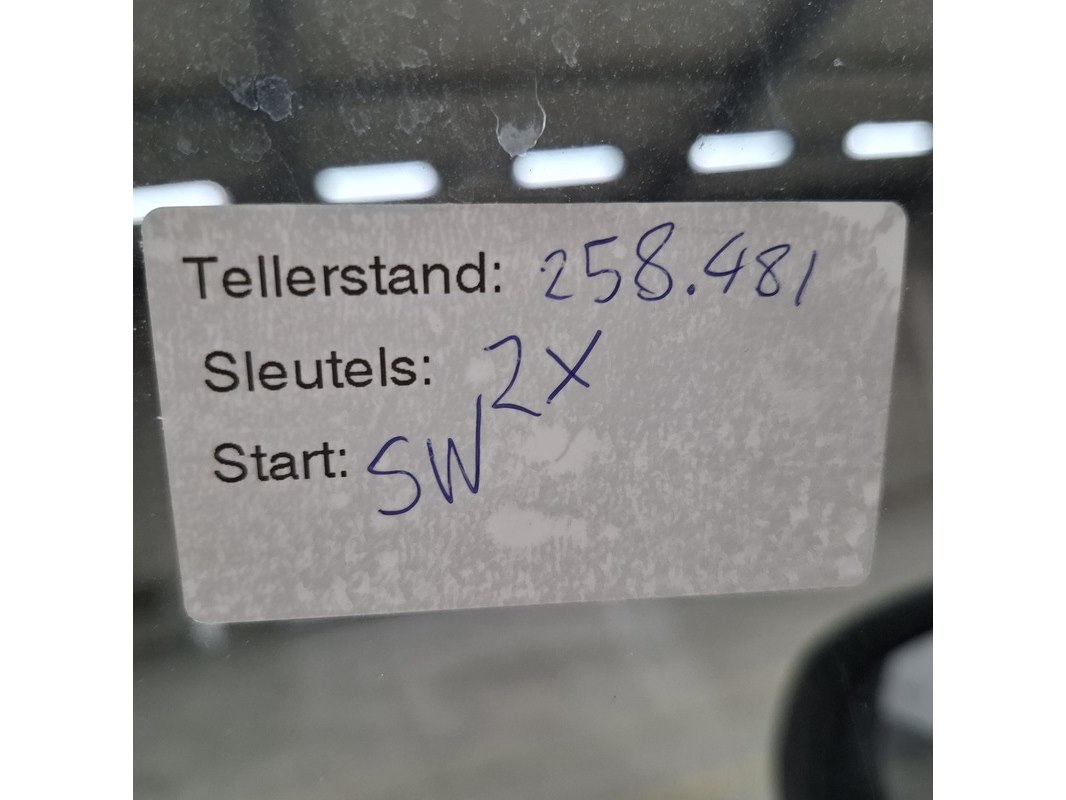 Tellerstand: 258.481
Sleutels: 2X
Start: SW